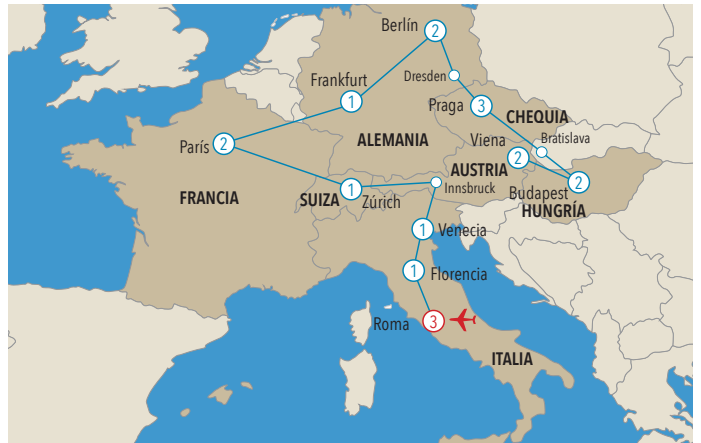 Berlín
2
Dresden
Frankfurt
1
Praga
3
CHEQUIA
París
2
ALEMANIA
Viena
2
Bratislava
AUSTRIA
Innsbruck
Budapest
2
HUNGRÍA
FRANCIA
SUIZA
1
Zúrich
1
Venecia
1
Florencia
Roma
3
ITALIA